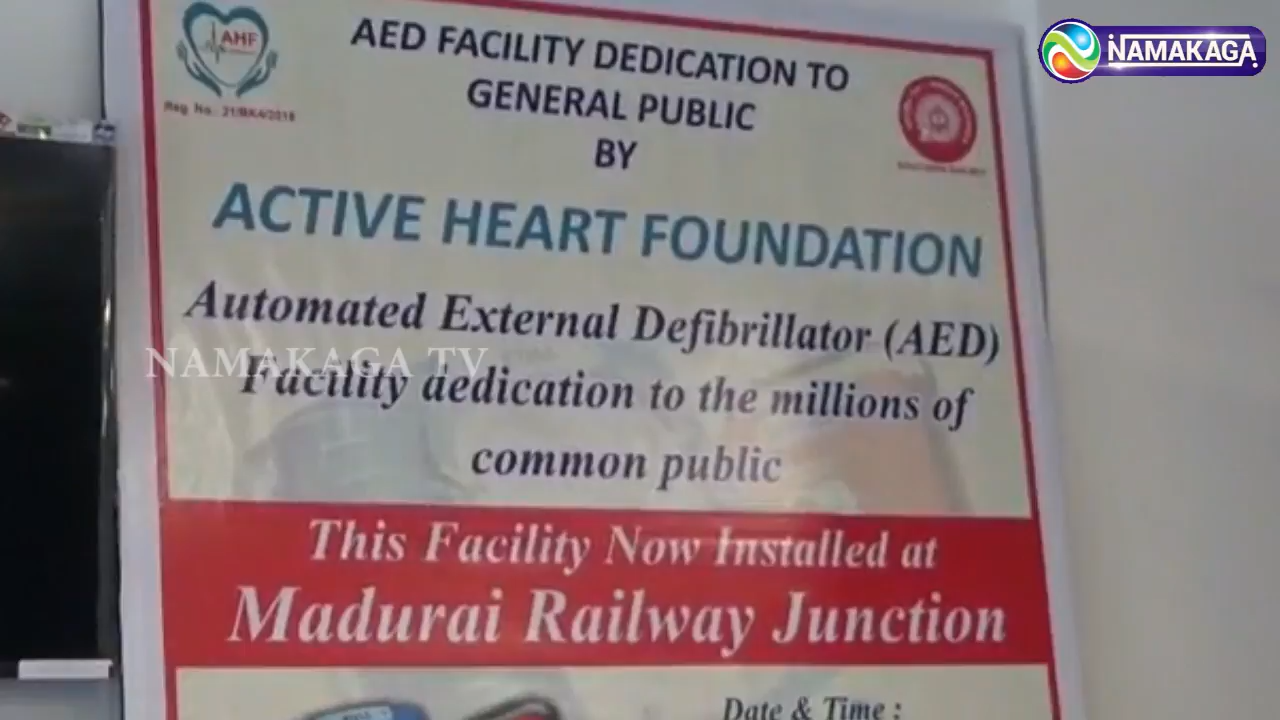 NAMAKAGA
AHF
Reg. No.: 21/BK4/2018
AED FACILITY DEDICATION TO
GENERAL PUBLIC
BY
ACTIVE HEART FOUNDATION
Automated External Defibrillator (AED)
NAMAKAGA TV
Facility dedication to the millions of
common public
This Facility Now Installed at
Madurai Railway Junction
Date & Time :